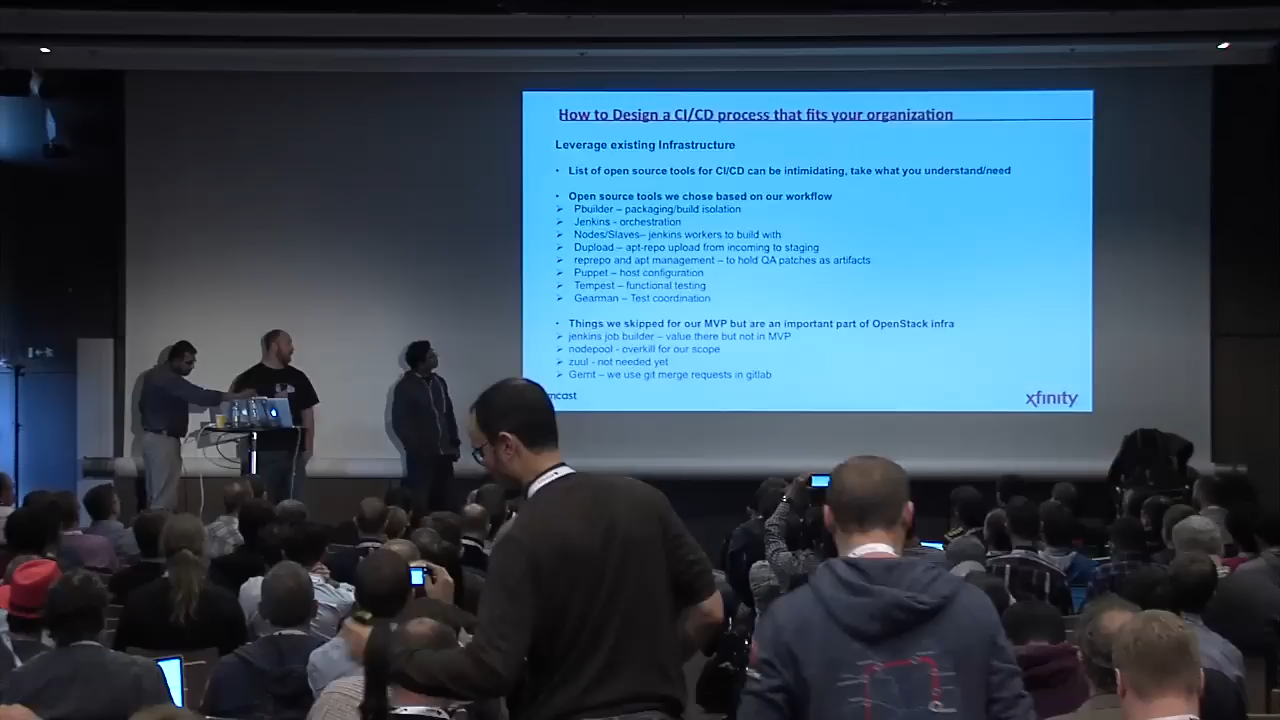 How to Design a CI/CD process that fits your organization
Leverage existing Infrastructure
• List of open source tools for CI/CD can be intimidating, take what you understand/need
• Open source tools we chose based on our workflow
➢ Pbuilder – packaging/build isolation
➢ Jenkins - orchestration
➢ Nodes/Slaves– jenkins workers to build with
➢ Dupload – apt-repo upload from incoming to staging
➢ reprepro and apt management – to hold QA patches as artifacts
➢ Puppet – host configuration
➢ Tempest – functional testing
➢ Gearman – Test coordination
• Things we skipped for our MVP but are an important part of OpenStack infra
➢ jenkins job builder – value there but not in MVP
➢ nodepool - overkill for our scope
➢ zuul - not needed yet
➢ Gerrit – we use git merge requests in gitlab
mcast
xfinity